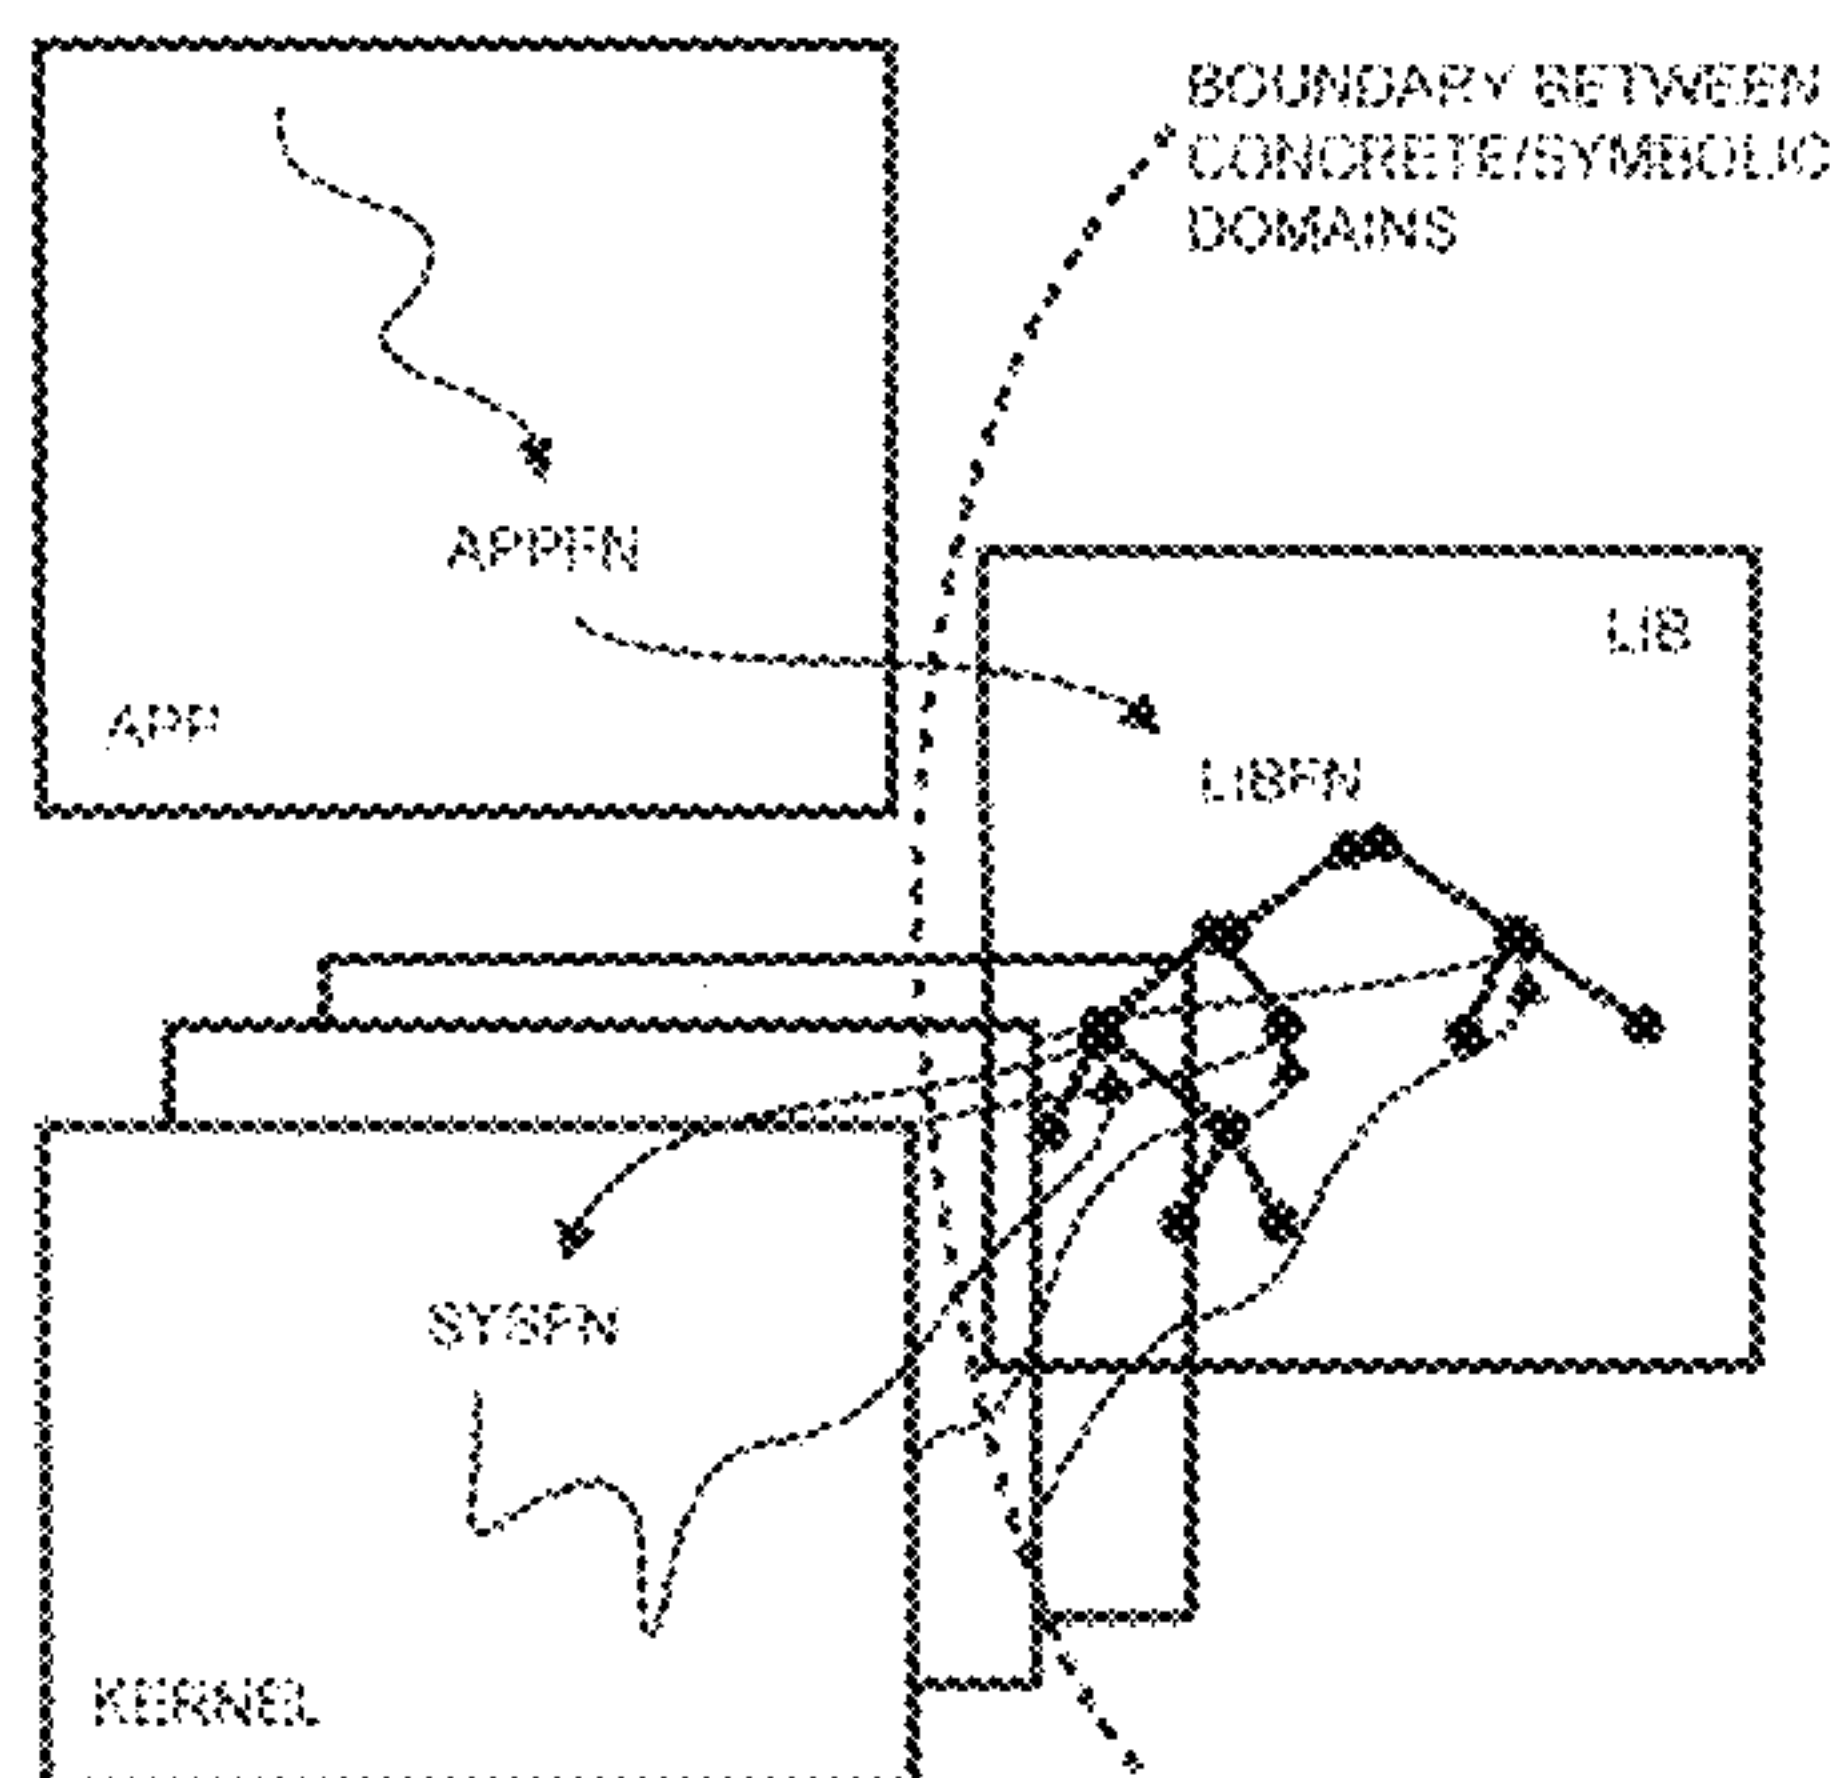 BOUNDARY BETWEEN
CONCRETE/SYMBOLIC
DOMAINS
APPFN
APP
LIB
LIBFN
SYSFN
KERNEL